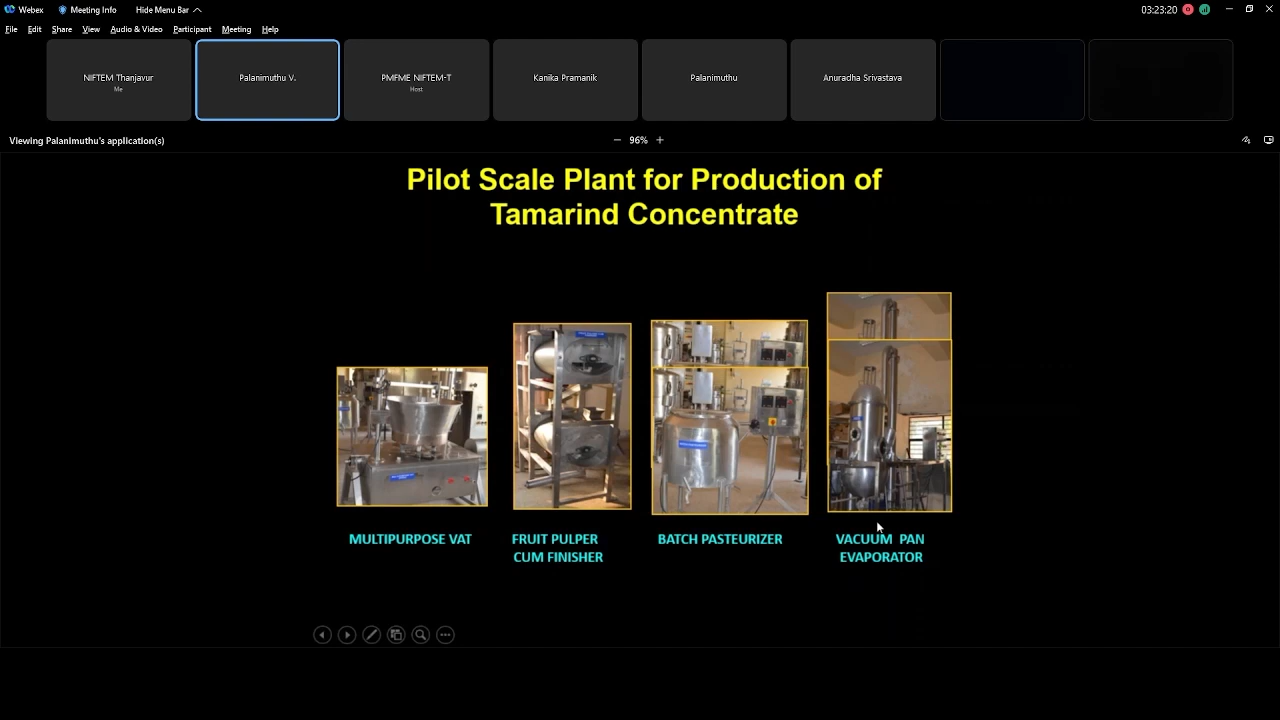 Webex Meeting Info Hide Menu Bar 03:23:20
File Edit Share View Audio & Video Participant Meeting Help
NIFTEM Thanjavur
Me
Palanimuthu V.
PMFME NIFTEM-T
Host
Kanika Pramanik
Palanimuthu
Anuradha Srivastava
Viewing Palanimuthu's application(s)
96%
Pilot Scale Plant for Production of
Tamarind Concentrate
MULTIPURPOSE VAT
FRUIT PULPER
CUM FINISHER
BATCH PASTEURIZER
VACUUM PAN
EVAPORATOR